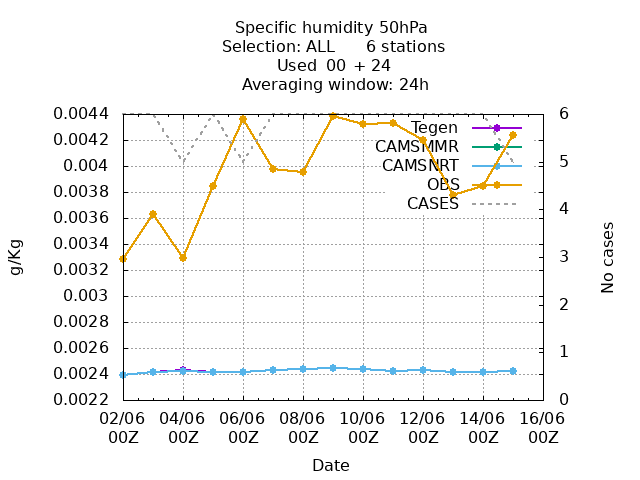 Specific humidity 50hPa
Selection: ALL      6 stations
Used  00  + 24
Averaging window: 24h
0.0044
0.0042
0.004
0.0038
0.0036
0.0034
0.0032
0.003
0.0028
0.0026
0.0024
0.0022
g/Kg
6
5
4
3
2
1
0
No cases
Tegen
CAMSIMR
CAMSNRT
OBS
CASES
02/06 04/06 06/06 08/06 10/06 12/06 14/06 16/06
00Z 00Z 00Z 00Z 00Z 00Z 00Z 00Z
Date